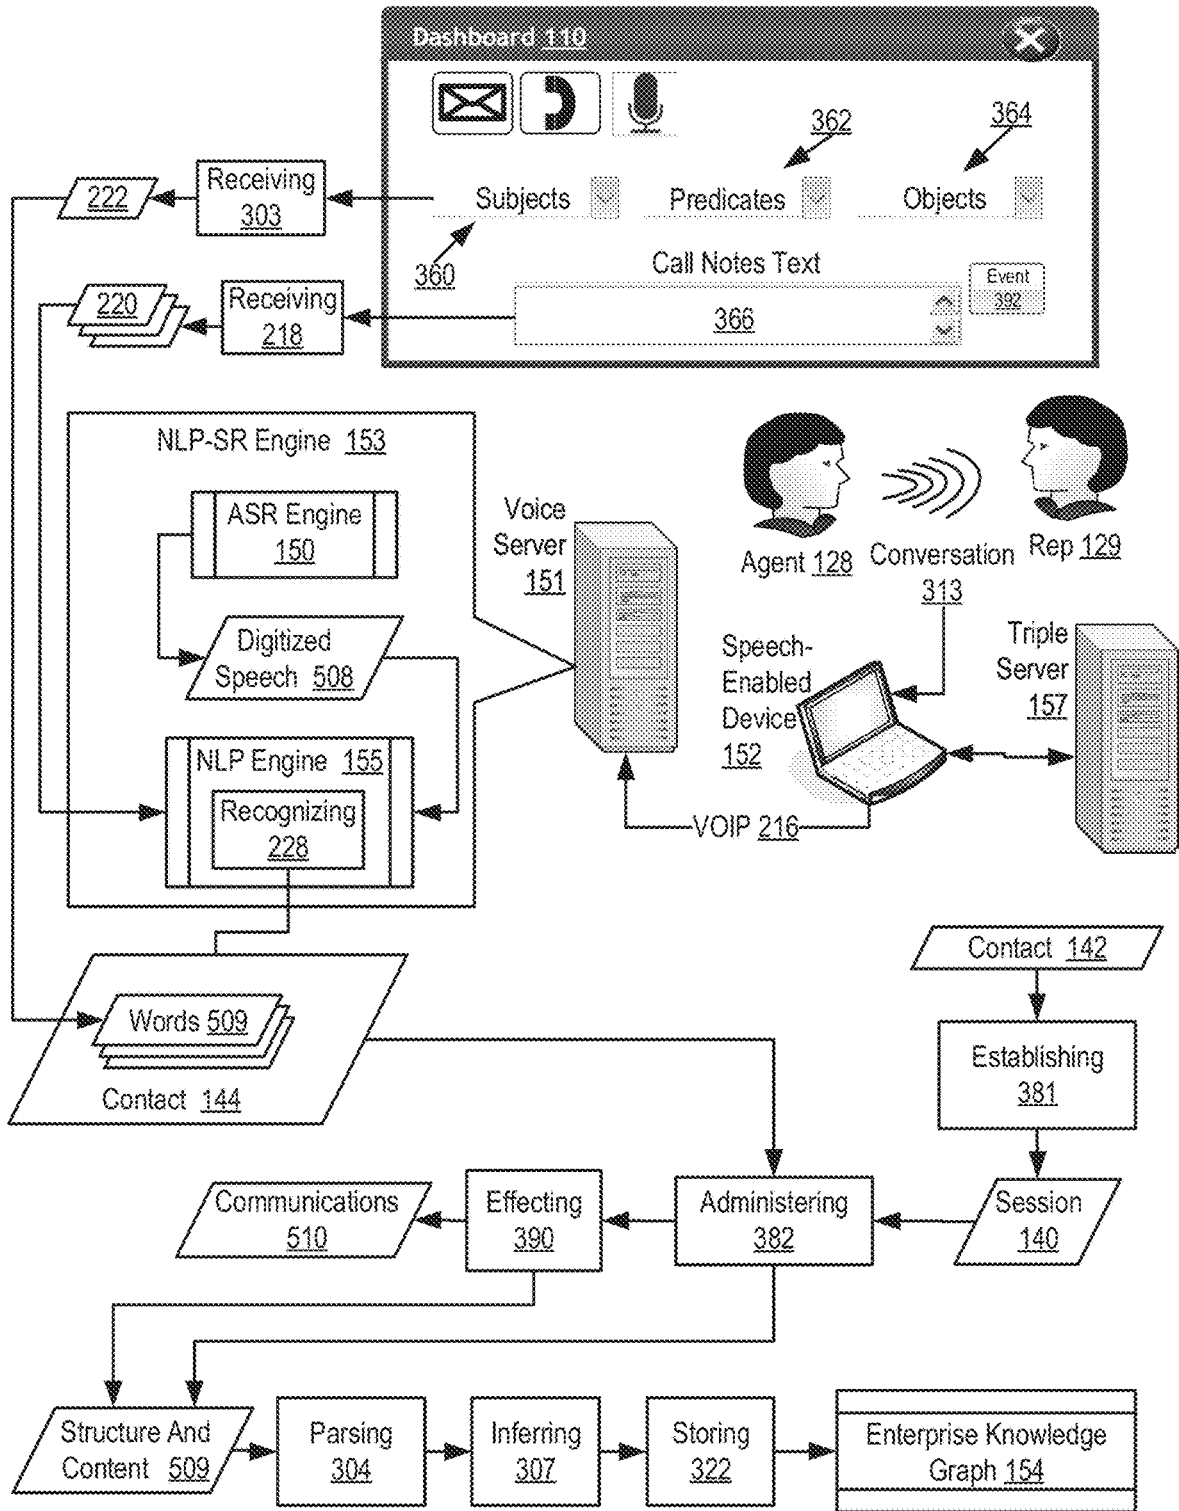 Dashboard 110
362
364
222
Receiving
303
Subjects
Predicates
Objects
360
Call Notes Text
Event
392
220
Receiving
218
366
NLP-SR Engine 153
ASR Engine
150
Voice
Server
151
Agent 128
Conversation
313
Rep 129
Digitized
Speech 508
Speech-
Enabled
Device
152
Triple
Server
157
NLP Engine 155
Recognizing
228
VOIP 216
Contact 142
Words 509
Contact 144
Establishing
381
Communications
510
Effecting
390
Administering
382
Session
140
Structure And
Content 509
Parsing
304
Inferring
307
Storing
322
Enterprise Knowledge
Graph 154